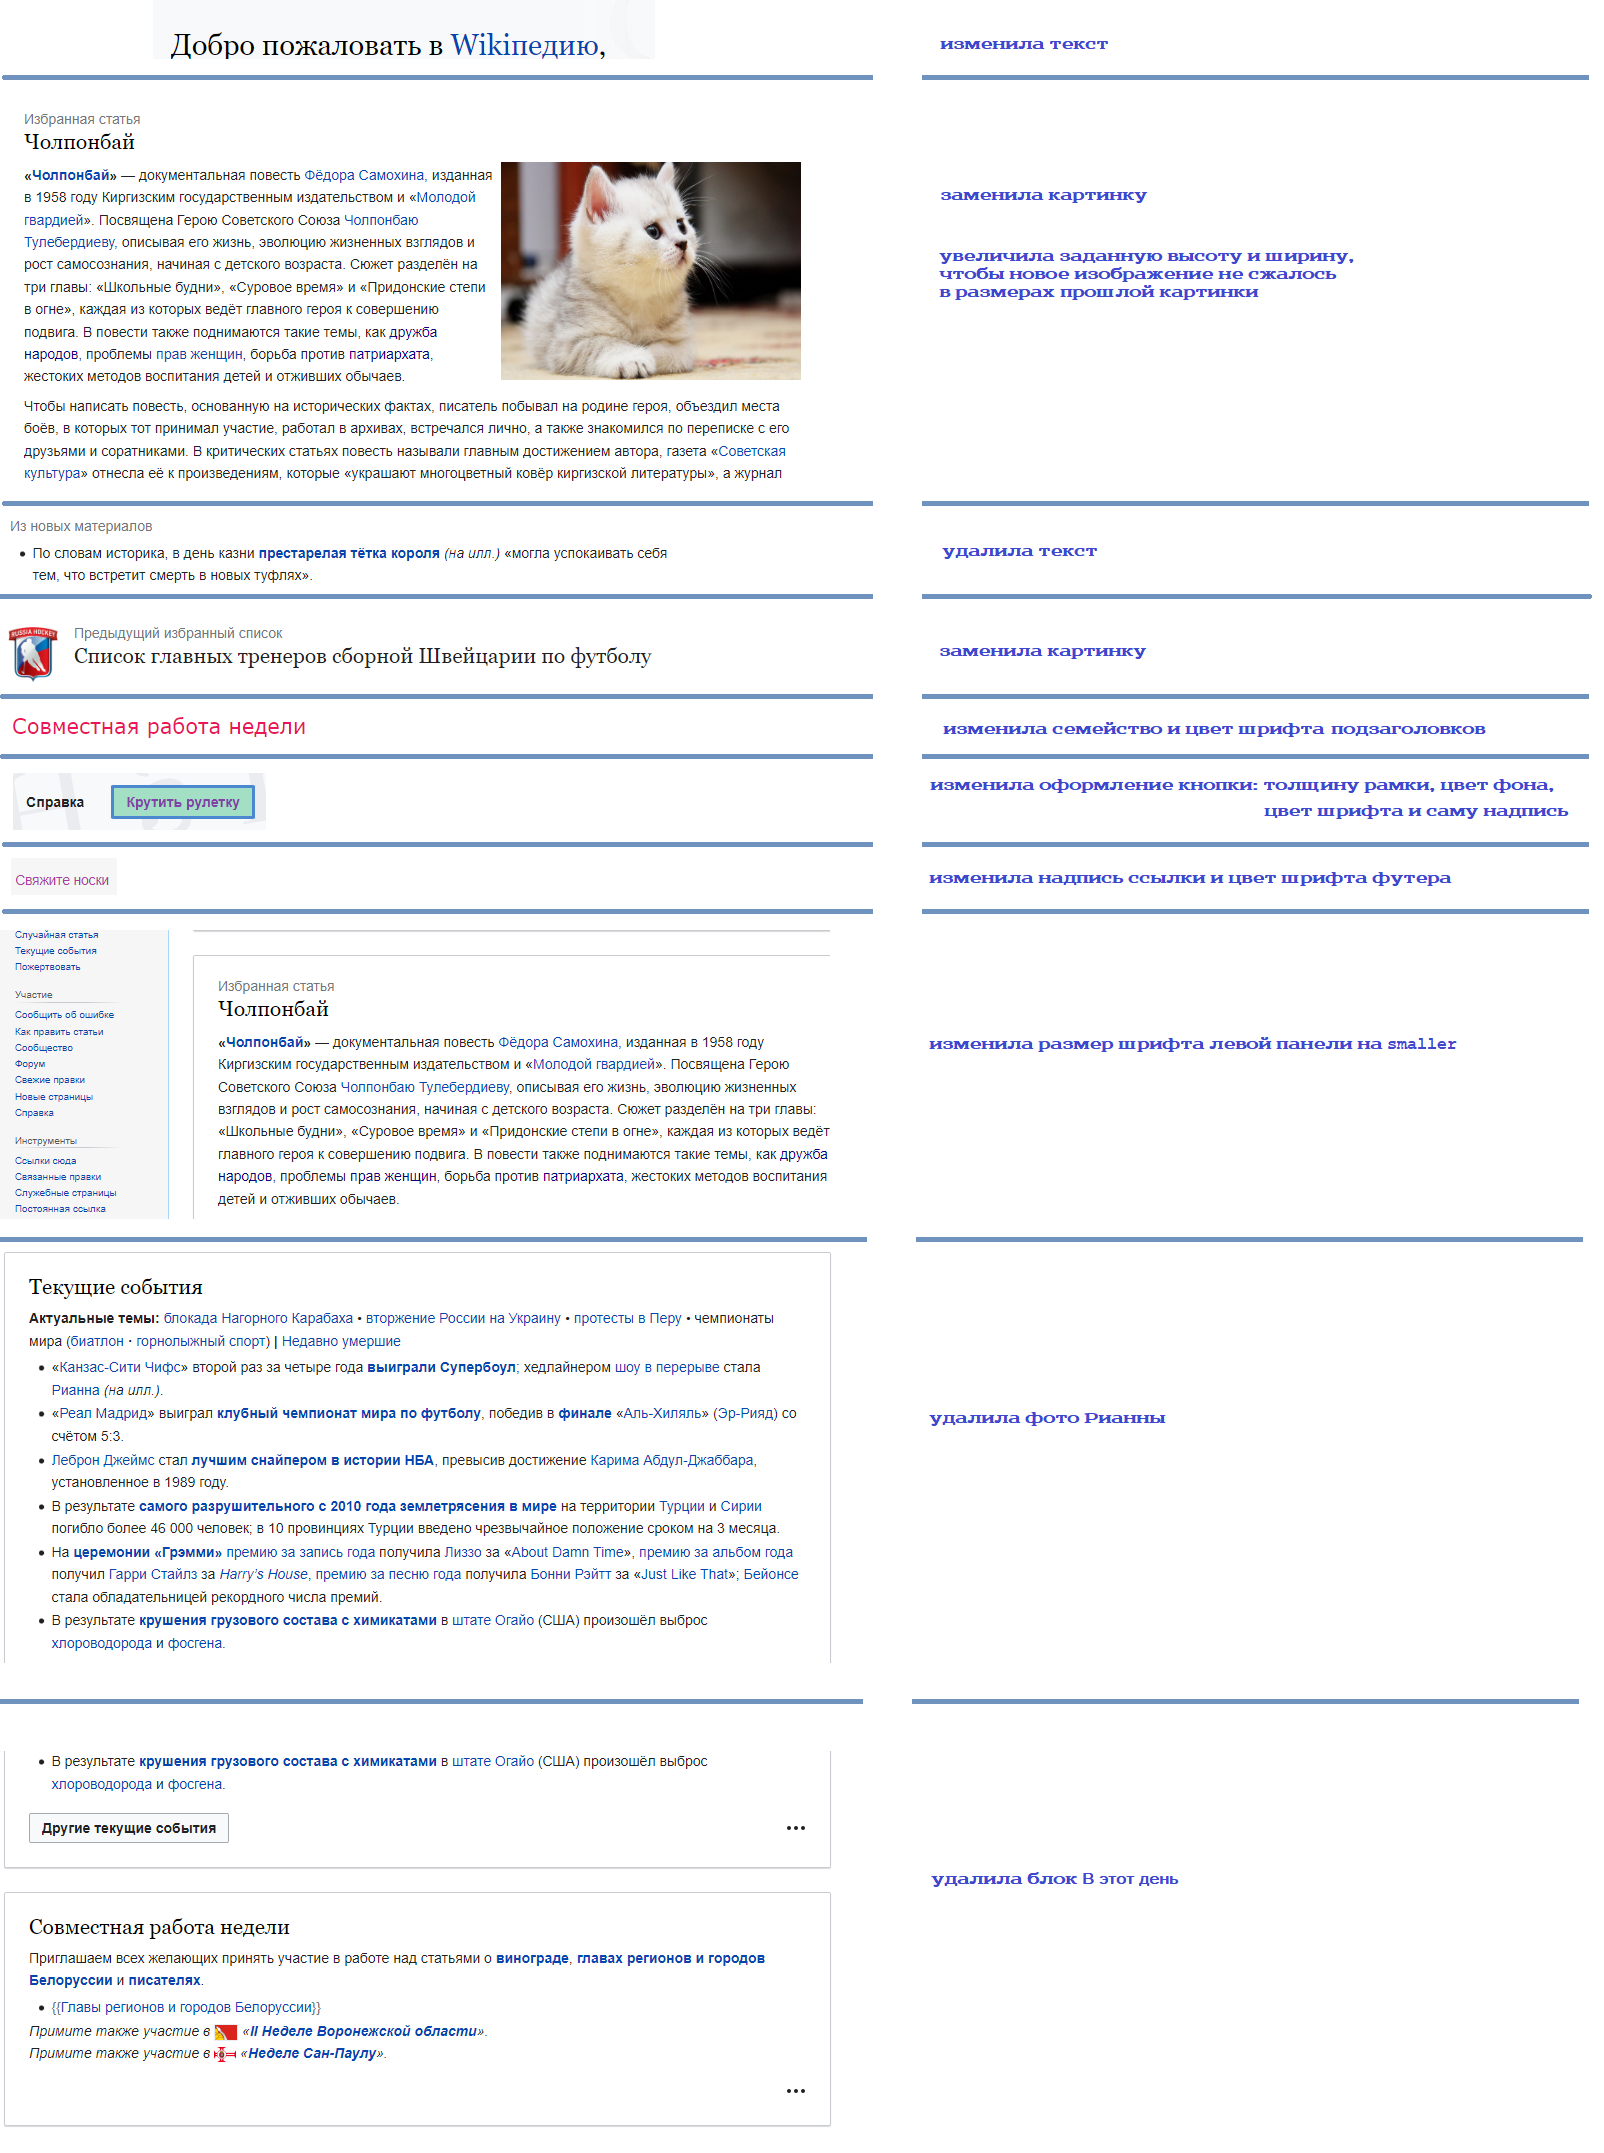 Добро пожаловать в Wikiпедию,
изменила текст
Избранная статья
Чолпонбай
«Чолпонбай» — документальная повесть Фёдора Самохина, изданная
в 1958 году Киргизским государственным издательством и «Молодой
гвардией». Посвящена Герою Советского Союза Чолпонбаю
Тулебердиеву, описывая его жизнь, эволюцию жизненных взглядов и
рост самосознания, начиная с детского возраста. Сюжет разделён на
три главы: «Школьные будни», «Суровое время» и «Придонские степи
в огне», каждая из которых ведёт главного героя к совершению
подвига. В повести также поднимаются такие темы, как дружба
народов, проблемы прав женщин, борьба против патриархата,
жестоких методов воспитания детей и отживших обычаев.
заменила картинку
увеличила заданную высоту и ширину,
чтобы новое изображение не сжалось
в размерах прошлой картинки
Чтобы написать повесть, основанную на исторических фактах, писатель побывал на родине героя, объездил места
боёв, в которых тот принимал участие, работал в архивах, встречался лично, а также знакомился по переписке с его
друзьями и соратниками. В критических статьях повесть называли главным достижением автора, газета «Советская
культура» отнесла её к произведениям, которые «украшают многоцветный ковёр киргизской литературы», а журнал
Из новых материалов
• По словам историка, в день казни престарелая тётка короля (на илл.) «могла успокаивать себя
тем, что встретит смерть в новых туфлях».
удалила текст
RUSSIA HOCKEY
Предыдущий избранный список
Список главных тренеров сборной Швейцарии по футболу
заменила картинку
Совместная работа недели
изменила семейство и цвет шрифта подзаголовков
Справка
Крутить рулетку
изменила оформление кнопки: толщину рамки, цвет фона,
цвет шрифта и саму надпись
Свяжите носки
изменила надпись ссылки и цвет шрифта футера
Случайная статья
Текущие события
Пожертвовать
Участие
Сообщить об ошибке
Как править статьи
Сообщество
Форум
Свежие правки
Новые страницы
Справка
Инструменты
Ссылки сюда
Связанные правки
Служебные страницы
Постоянная ссылка
Избранная статья
Чолпонбай
«Чолпонбай» — документальная повесть Фёдора Самохина, изданная в 1958 году
Киргизским государственным издательством и «Молодой гвардией». Посвящена Герою
Советского Союза Чолпонбаю Тулебердиеву, описывая его жизнь, эволюцию жизненных
взглядов и рост самосознания, начиная с детского возраста. Сюжет разделён на три главы:
«Школьные будни», «Суровое время» и «Придонские степи в огне», каждая из которых ведёт
главного героя к совершению подвига. В повести также поднимаются такие темы, как дружба
народов, проблемы прав женщин, борьба против патриархата, жестоких методов воспитания
детей и отживших обычаев.
изменила размер шрифта левой панели на smaller
Текущие события
Актуальные темы: блокада Нагорного Карабаха • вторжение России на Украину • протесты в Перу • чемпионаты
мира (биатлон · горнолыжный спорт) | Недавно умершие
• «Канзас-Сити Чифс» второй раз за четыре года выиграли Супербоул; хедлайнером шоу в перерыве стала
Рианна (на илл.).
• «Реал Мадрид» выиграл клубный чемпионат мира по футболу, победив в финале «Аль-Хиляль» (Эр-Рияд) со
счётом 5:3.
• Леброн Джеймс стал лучшим снайпером в истории НБА, превысив достижение Карима Абдул-Джаббара,
установленное в 1989 году.
• В результате самого разрушительного с 2010 года землетрясения в мире на территории Турции и Сирии
погибло более 46 000 человек; в 10 провинциях Турции введено чрезвычайное положение сроком на 3 месяца.
• На церемонии «Грэмми» премию за запись года получила Лиззо за «About Damn Time», премию за альбом года
получил Гарри Стайлз за Harry's House, премию за песню года получила Бонни Рэйтт за «Just Like That»; Бейонсе
стала обладательницей рекордного числа премий.
• В результате крушения грузового состава с химикатами в штате Огайо (США) произошёл выброс
хлороводорода и фосгена.
удалила фото Рианны
• В результате крушения грузового состава с химикатами в штате Огайо (США) произошёл выброс
хлороводорода и фосгена.
Другие текущие события
удалила блок В этот день
Совместная работа недели
Приглашаем всех желающих принять участие в работе над статьями о винограде, главах регионов и городов
Белоруссии и писателях.
• {{Главы регионов и городов Белоруссии}}
Примите также участие в «II Неделе Воронежской области».
Примите также участие в «Неделе Сан-Паулу».